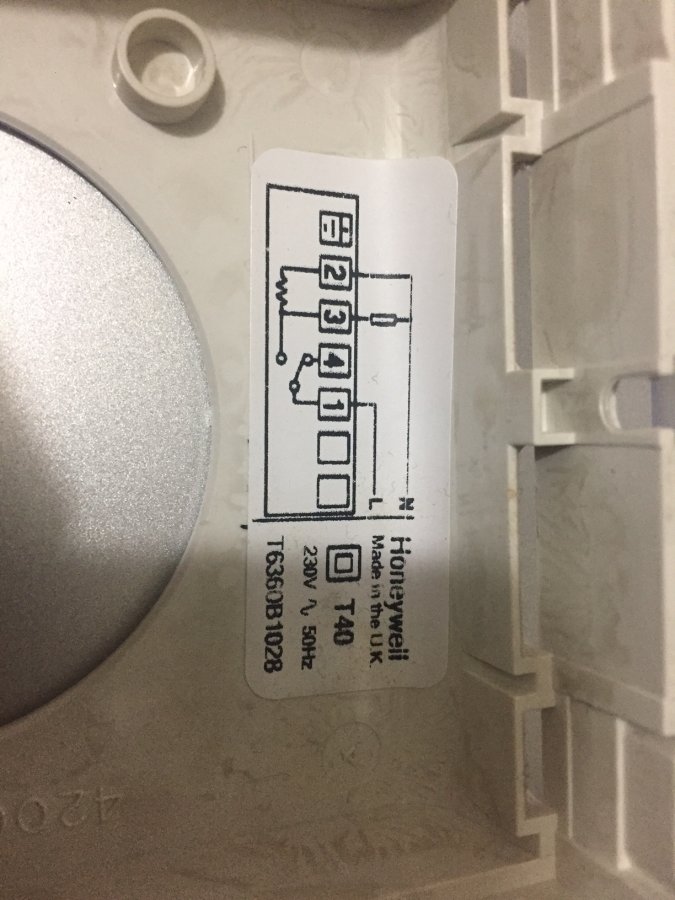 2 3 4 1
L N
Honeywell
Made in the U.K.
T40
230V ∿ 50Hz
T6360B1028